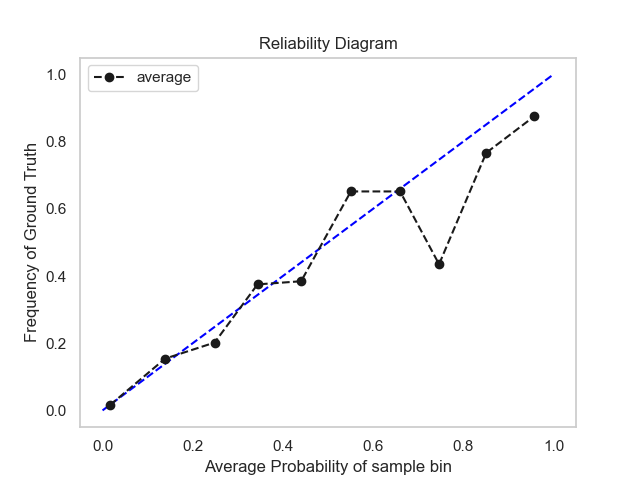 Reliability Diagram
average
1.0
0.8
0.6
0.4
0.2
0.0
Frequency of Ground Truth
0.0 0.2 0.4 0.6 0.8 1.0
Average Probability of sample bin